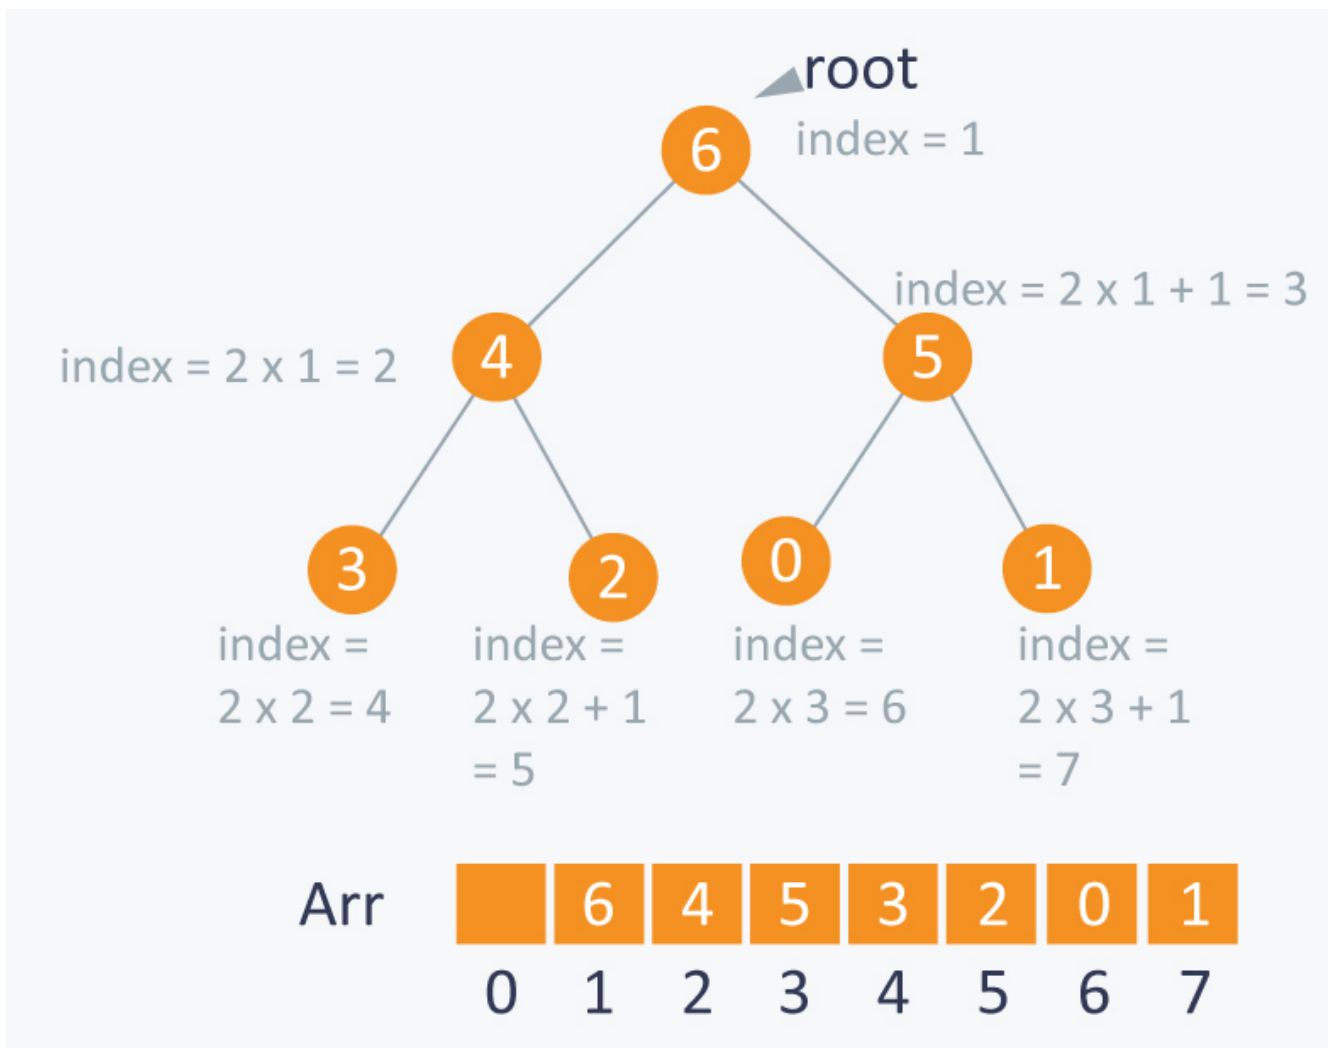 root
6
index = 1
index = 2 x 1 + 1 = 3
index = 2 x 1 = 2
4
5
3
2
0
1
index =
2 x 2 = 4
index =
2 x 2 + 1
= 5
index =
2 x 3 = 6
index =
2 x 3 + 1
= 7
Arr 6 4 5 3 2 0 1
0 1 2 3 4 5 6 7